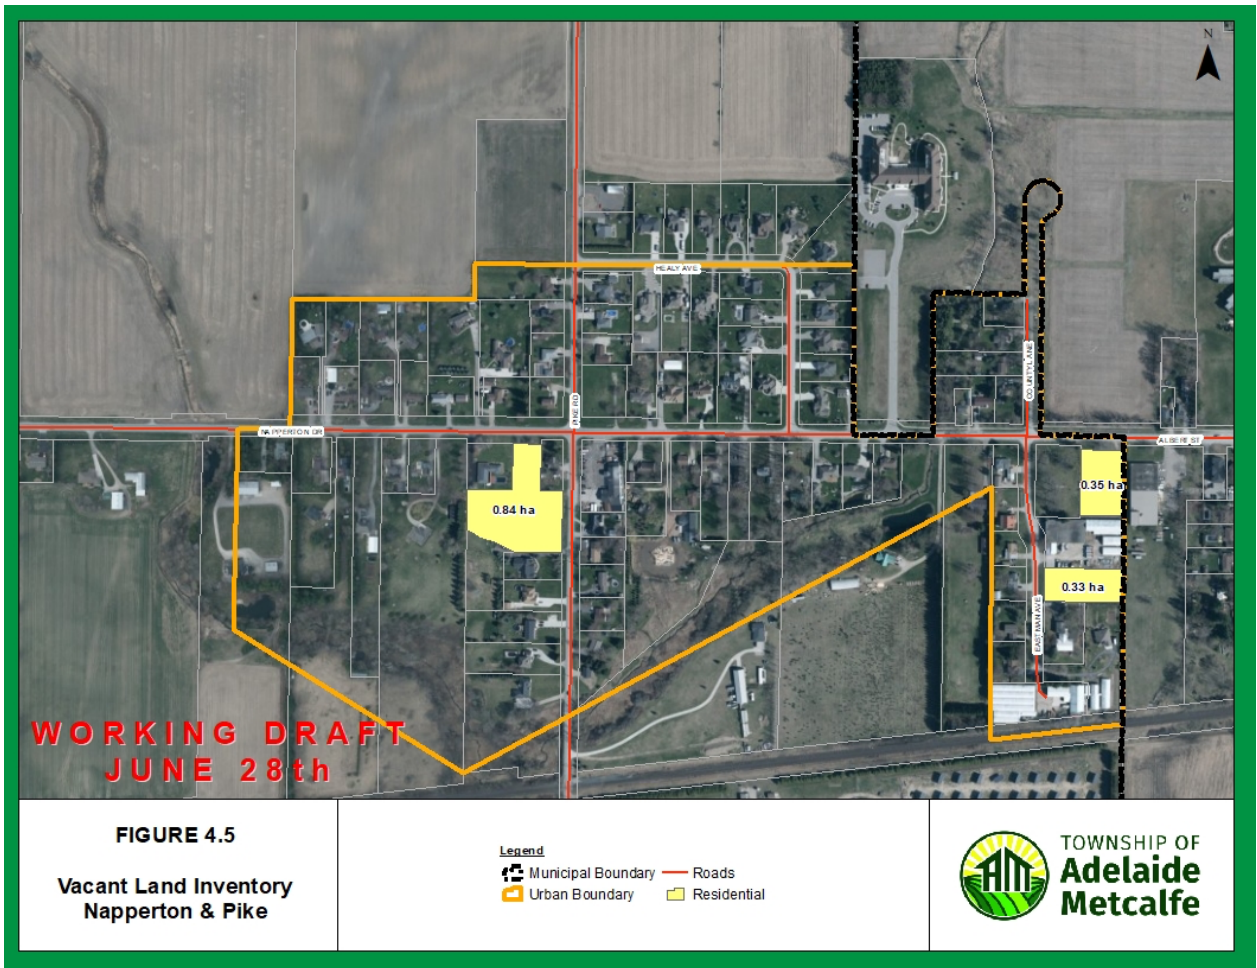 N
HEALY AVE
COUNTY LANE
PIKE RD
NAPPERTON DR
ALBERT ST
0.84 ha
0.35 ha
0.33 ha
EASTMAN AVE
WORKING DRAFT
JUNE 28th
FIGURE 4.5
Vacant Land Inventory
Napperton & Pike
Legend
Municipal Boundary
Roads
Urban Boundary
Residential
AM
TOWNSHIP OF
Adelaide
Metcalfe